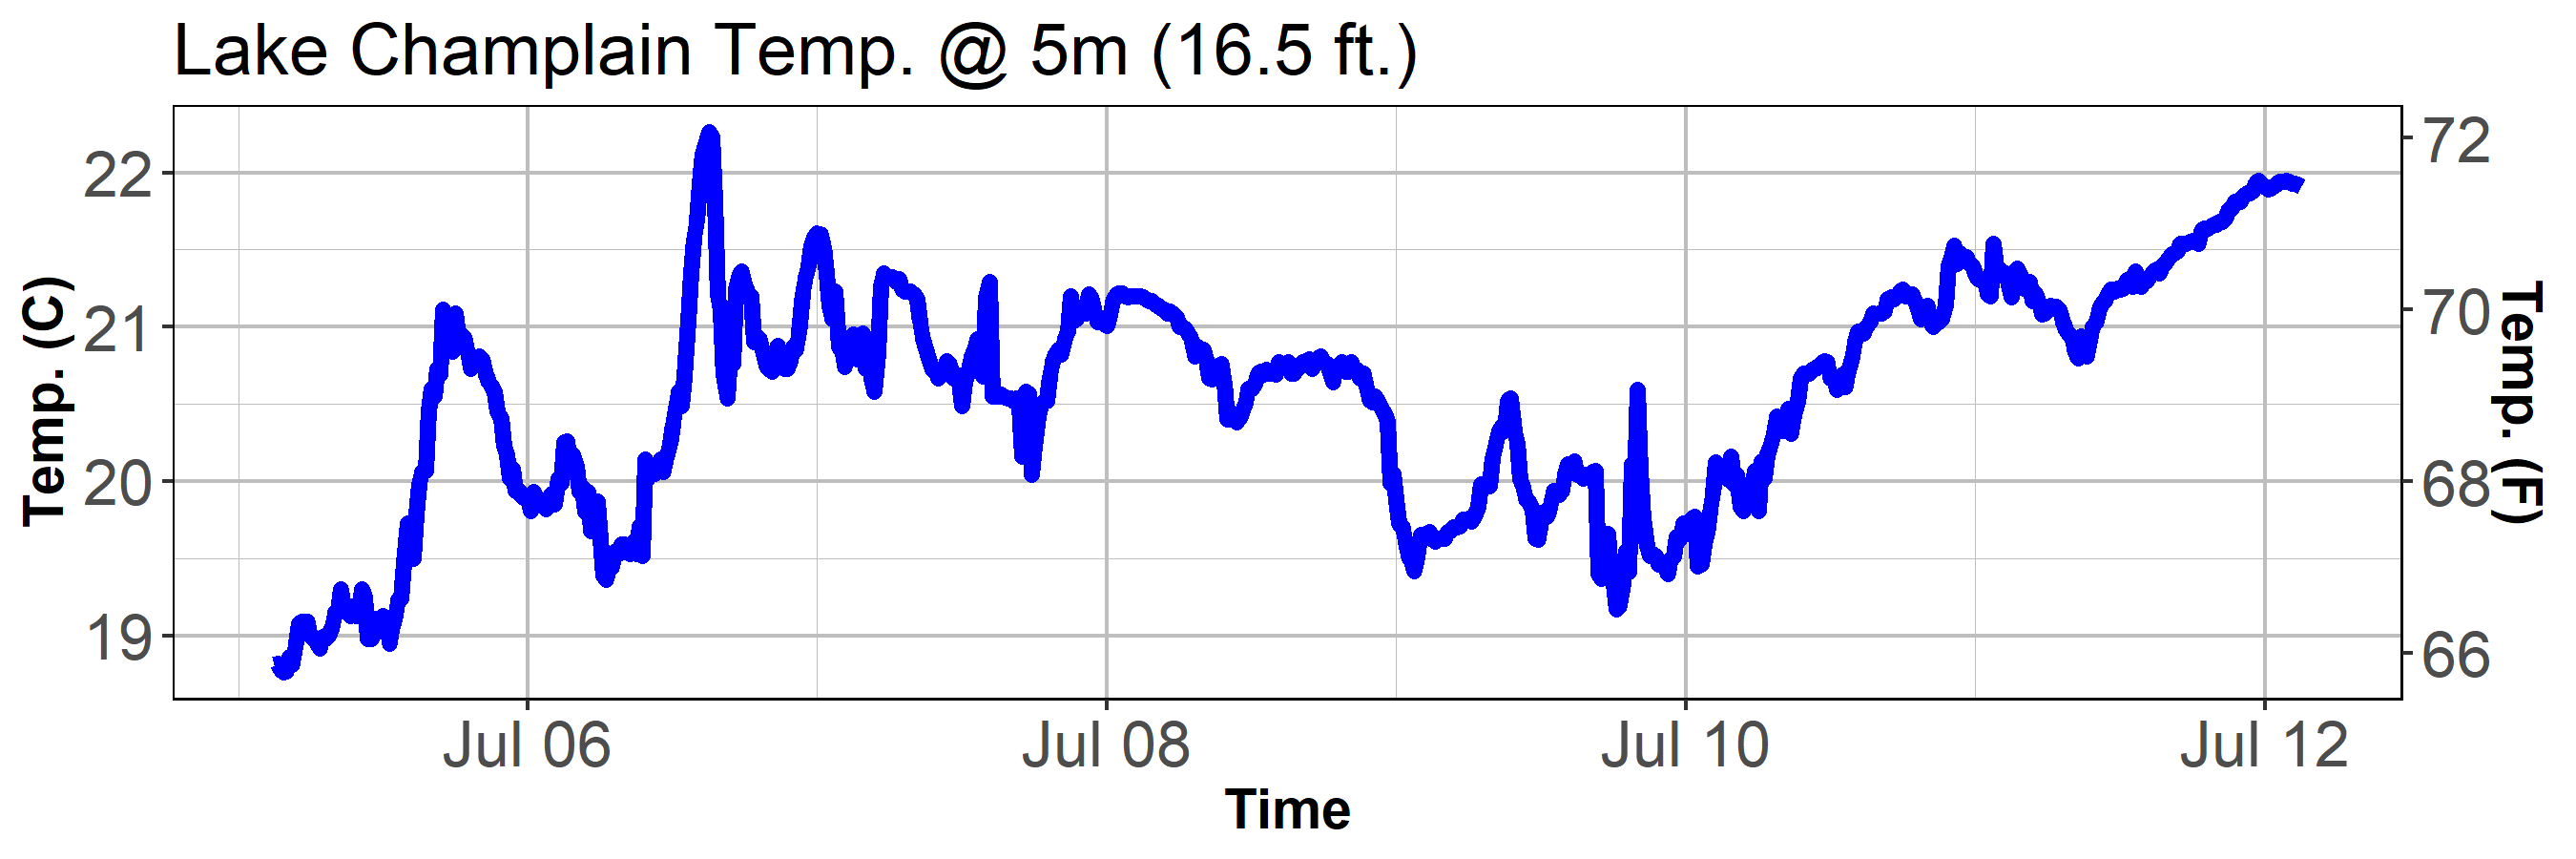 Lake Champlain Temp. @ 5m (16.5 ft.)
Temp. (C)
22
21
20
19
72
70
68
66
Temp. (F)
Jul 06 Jul 08 Jul 10 Jul 12
Time